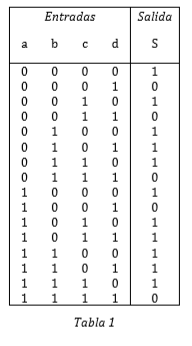 Entradas Salida
a b c d S
0 0 0 0 1
0 0 0 1 0
0 0 1 0 1
0 0 1 1 0
0 1 0 0 1
0 1 0 1 1
0 1 1 0 1
0 1 1 1 0
1 0 0 0 1
1 0 0 1 0
1 0 1 0 1
1 0 1 1 1
1 1 0 0 1
1 1 0 1 1
1 1 1 0 1
1 1 1 1 0
Tabla 1